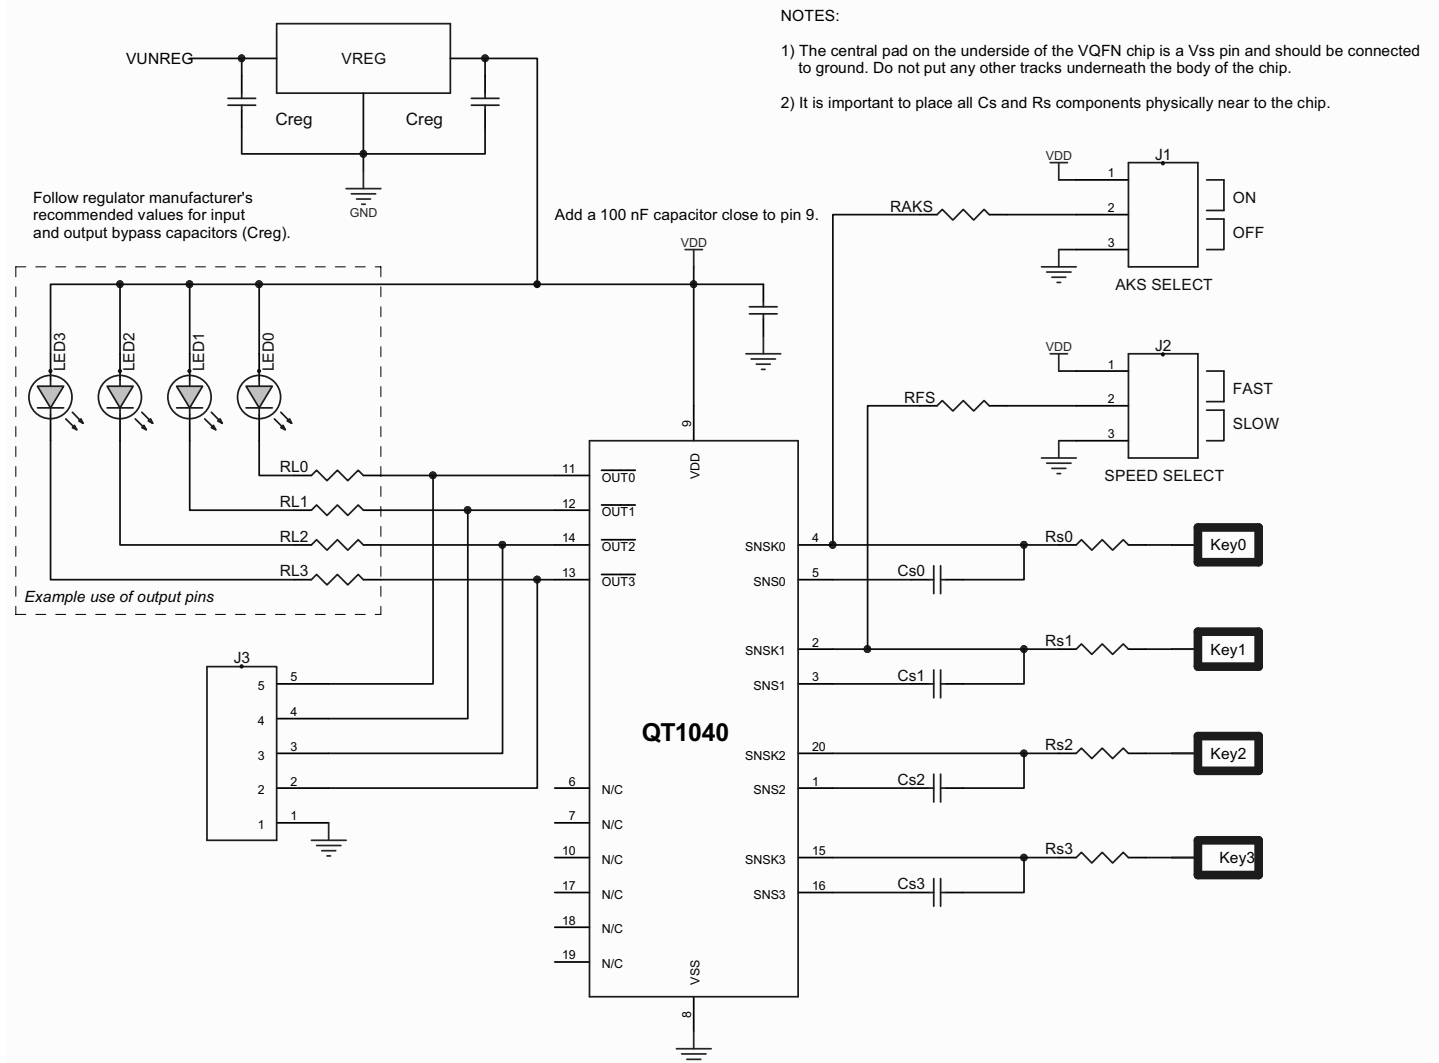 NOTES:
1) The central pad on the underside of the VQFN chip is a Vss pin and should be connected
to ground. Do not put any other tracks underneath the body of the chip.
2) It is important to place all Cs and Rs components physically near to the chip.
VUNREG
VREG
Creg
Creg
GND
Follow regulator manufacturer's
recommended values for input
and output bypass capacitors (Creg).
Add a 100 nF capacitor close to pin 9.
VDD
LED3
LED2
LED1
LED0
RL0
RL1
RL2
RL3
Example use of output pins
J3
5 5
4 4
3 3
2 2
1 1
9
VDD
11 OUT0
12 OUT1
14 OUT2
13 OUT3
QT1040
6 N/C
7 N/C
10 N/C
17 N/C
18 N/C
19 N/C
VSS
8
SNSK0 4
SNS0 5
SNSK1 2
SNS1 3
SNSK2 20
SNS2 1
SNSK3 15
SNS3 16
RAKS
VDD
J1
1
2
3
ON
OFF
AKS SELECT
RFS
VDD
J2
1
2
3
FAST
SLOW
SPEED SELECT
Rs0
Key0
Cs0
Rs1
Key1
Cs1
Rs2
Key2
Cs2
Rs3
Key3
Cs3